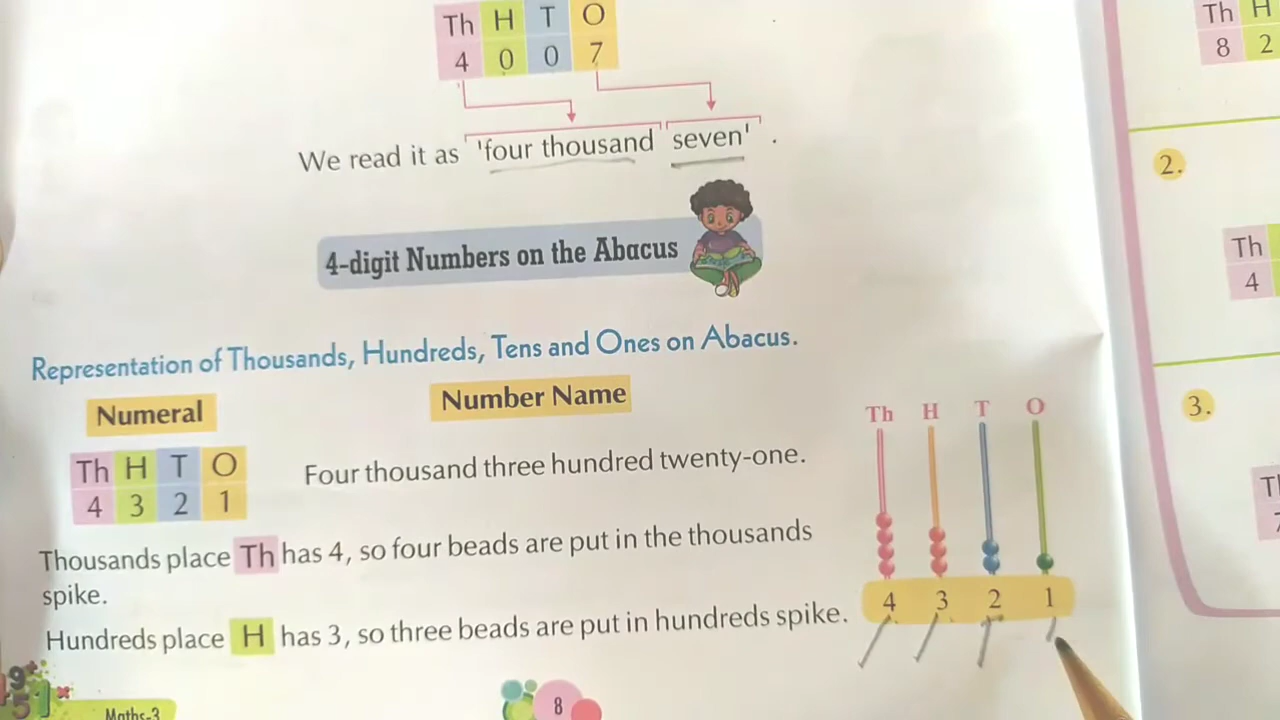 Th H T O
4 0 0 7
We read it as 'four thousand seven' .
4-digit Numbers on the Abacus
Representation of Thousands, Hundreds, Tens and Ones on Abacus.
Numeral
Number Name
Th H T O
4 3 2 1
Four thousand three hundred twenty-one.
Thousands place Th has 4, so four beads are put in the thousands
spike.
Hundreds place H has 3, so three beads are put in hundreds spike.
Th H T O
4 3 2 1
Maths-3
8
Th H
8 2
2.
Th
4
3.